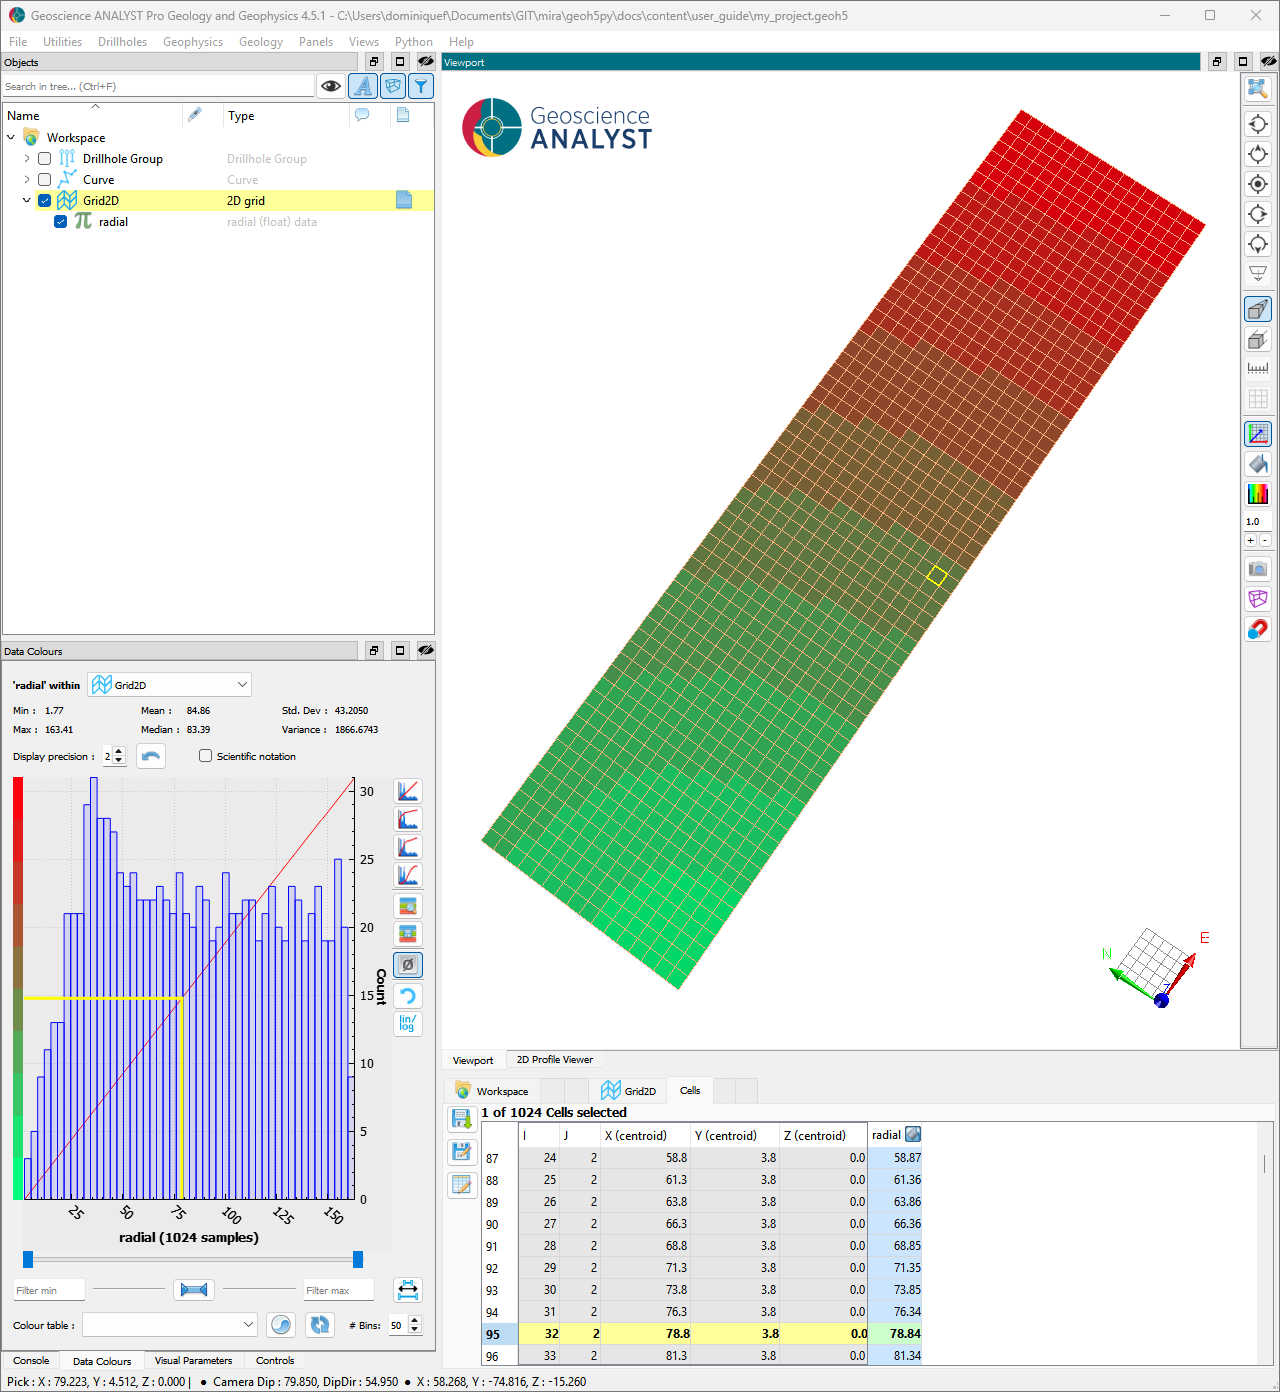 Geoscience ANALYST Pro Geology and Geophysics 4.5.1 - C:\Users\dominiquef\Documents\GIT\mira\geoh5py\docs\content\user_guide\my_project.geoh5
File Utilities Drillholes Geophysics Geology Panels Views Python Help
Objects
Search in tree... (Ctrl+F)
Name Type
Workspace
Drillhole Group Drillhole Group
Curve Curve
Grid2D 2D grid
radial radial (float) data
Viewport
Geoscience
ANALYST
1.0
+ -
N E
Z
Data Colours
'radial' within Grid2D
Min : 1.77 Mean : 84.86 Std. Dev : 43.2050
Max : 163.41 Median : 83.39 Variance : 1866.6743
Display precision : 2 Scientific notation
30
25
20
15
10
5
0
Count
25 50 75 100 125 150
radial (1024 samples)
lin/
log
Filter min Filter max
Colour table : # Bins: 50
Console Data Colours Visual Parameters Controls
Viewport 2D Profile Viewer
Workspace Grid2D Cells
1 of 1024 Cells selected
I J X (centroid) Y (centroid) Z (centroid) radial
87 24 2 58.8 3.8 0.0 58.87
88 25 2 61.3 3.8 0.0 61.36
89 26 2 63.8 3.8 0.0 63.86
90 27 2 66.3 3.8 0.0 66.36
91 28 2 68.8 3.8 0.0 68.85
92 29 2 71.3 3.8 0.0 71.35
93 30 2 73.8 3.8 0.0 73.85
94 31 2 76.3 3.8 0.0 76.34
95 32 2 78.8 3.8 0.0 78.84
96 33 2 81.3 3.8 0.0 81.34
Pick : X : 79.223, Y : 4.512, Z : 0.000 | ● Camera Dip : 79.850, DipDir : 54.950 ● X : 58.268, Y : -74.816, Z : -15.260